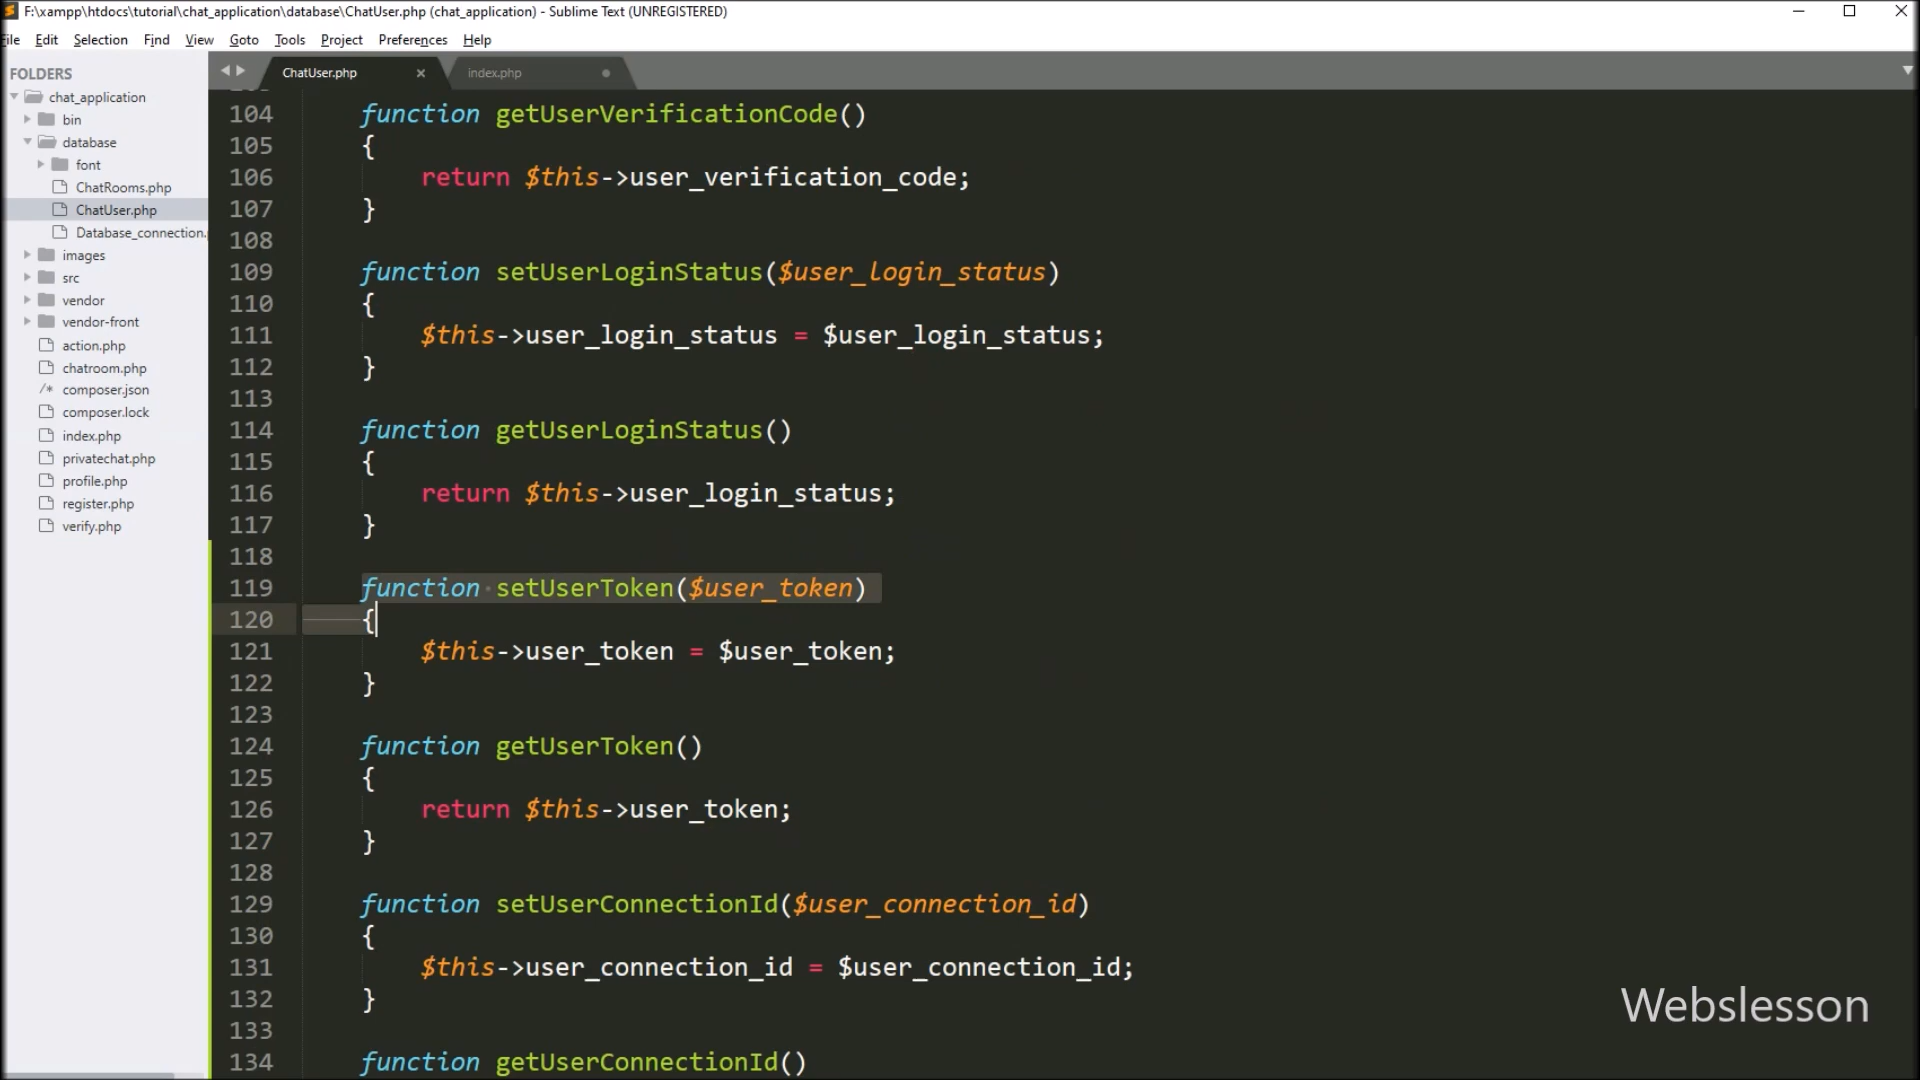 F:\xampp\htdocs\tutorial\chat_application\database\ChatUser.php (chat_application) - Sublime Text (UNREGISTERED)
File Edit Selection Find View Goto Tools Project Preferences Help
FOLDERS
chat_application
bin
database
font
ChatRooms.php
ChatUser.php
Database_connection.
images
src
vendor
vendor-front
action.php
chatroom.php
/* composer.json
composer.lock
index.php
privatechat.php
profile.php
register.php
verify.php
ChatUser.php × index.php
104 function getUserVerificationCode()
105 {
106 return $this->user_verification_code;
107 }
108
109 function setUserLoginStatus($user_login_status)
110 {
111 $this->user_login_status = $user_login_status;
112 }
113
114 function getUserLoginStatus()
115 {
116 return $this->user_login_status;
117 }
118
119 function setUserToken($user_token)
120 {
121 $this->user_token = $user_token;
122 }
123
124 function getUserToken()
125 {
126 return $this->user_token;
127 }
128
129 function setUserConnectionId($user_connection_id)
130 {
131 $this->user_connection_id = $user_connection_id;
132 }
133
134 function getUserConnectionId()
Webslesson